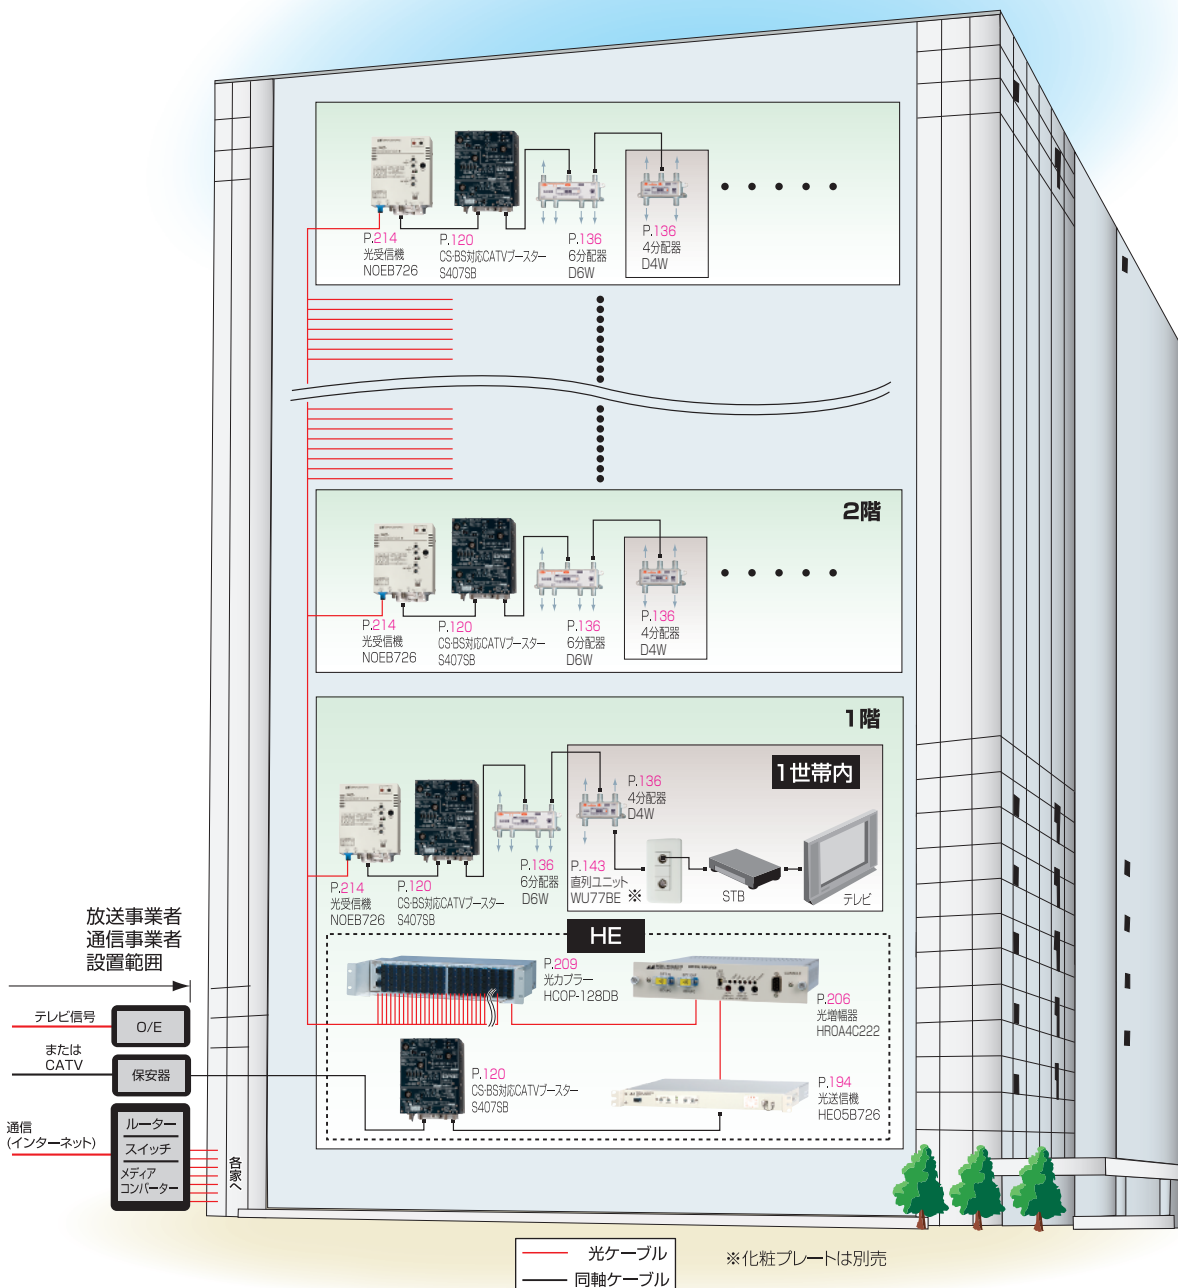 P.214
光受信機
NOEB726
P.120
CS・BS対応CATVブースター
S407SB
P.136
6分配器
D6W
P.136
4分配器
D4W
2階
P.214
光受信機
NOEB726
P.120
CS・BS対応CATVブースター
S407SB
P.136
6分配器
D6W
P.136
4分配器
D4W
1階
1世帯内
P.136
4分配器
D4W
P.214
光受信機
NOEB726
P.120
CS・BS対応CATVブースター
S407SB
P.136
6分配器
D6W
P.143
直列ユニット
WU77BE ※
STB
テレビ
HE
P.209
光カプラー
HCOP-128DB
P.206
光増幅器
HROA4C222
P.120
CS・BS対応CATVブースター
S407SB
P.194
光送信機
HEO5B726
放送事業者
通信事業者
設置範囲
テレビ信号
O/E
または
CATV
保安器
通信
(インターネット)
ルーター
スイッチ
メディア
コンバーター
各家へ
光ケーブル
同軸ケーブル
※化粧プレートは別売